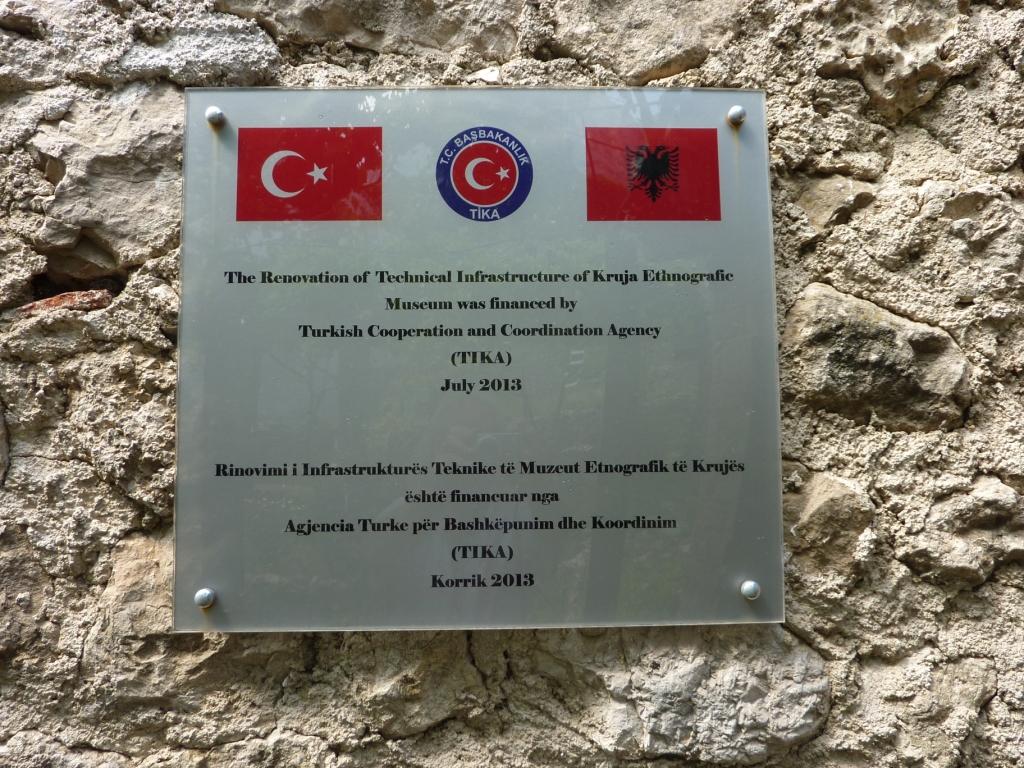 T.C. BAŞBAKANLIK
TİKA
The Renovation of Technical Infrastructure of Kruja Ethnografic
Museum was financed by
Turkish Cooperation and Coordination Agency
(TIKA)
July 2013
Rinovimi i Infrastrukturës Teknike të Muzeut Etnografik të Krujës
është financuar nga
Agjencia Turke për Bashkëpunim dhe Koordinim
(TIKA)
Korrik 2013